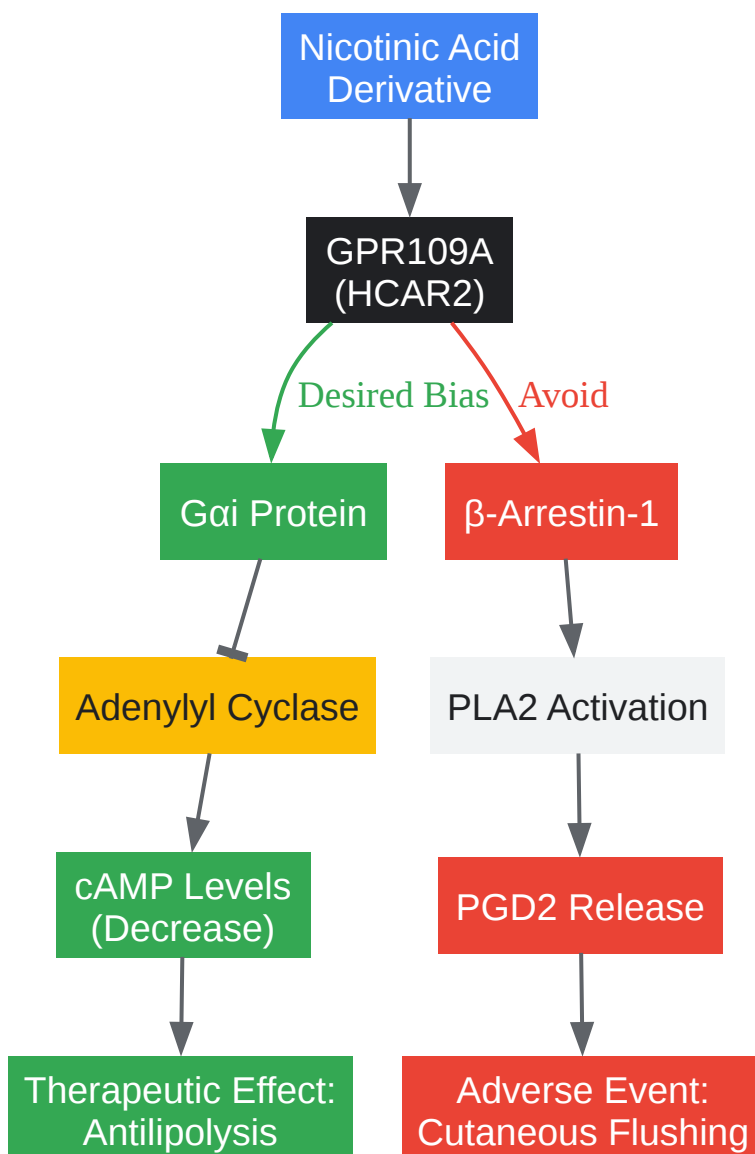 Nicotinic Acid
Derivative
GPR109A
(HCAR2)
Desired Bias
Avoid
Gαi Protein
β-Arrestin-1
Adenylyl Cyclase
PLA2 Activation
cAMP Levels
(Decrease)
PGD2 Release
Therapeutic Effect:
Antilipolysis
Adverse Event:
Cutaneous Flushing